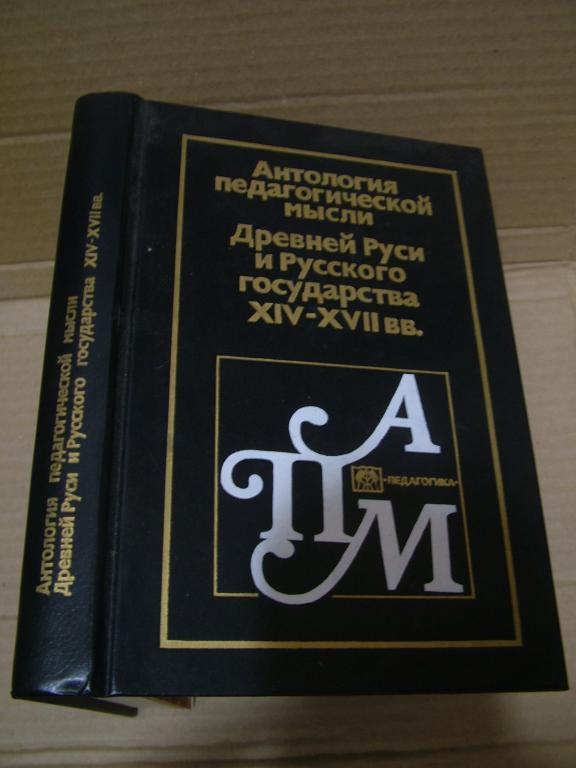 Антология
педагогической
мысли
Древней Руси
и Русского
государства
XIV-XVII вв.
А
П
М
·ПЕДАГОГИКА·
Антология педагогической мысли
Древней Руси и Русского государства XIV-XVII вв.